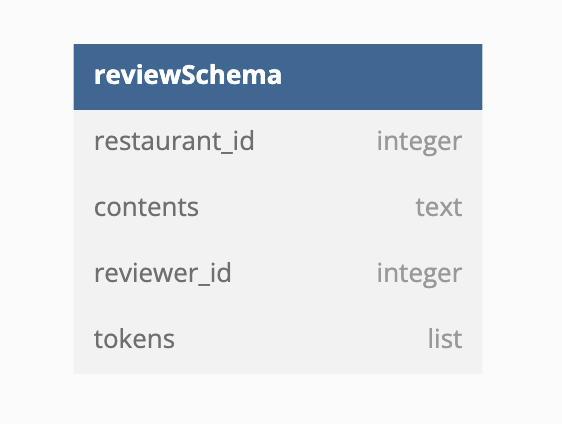 reviewSchema
restaurant_id integer
contents text
reviewer_id integer
tokens list